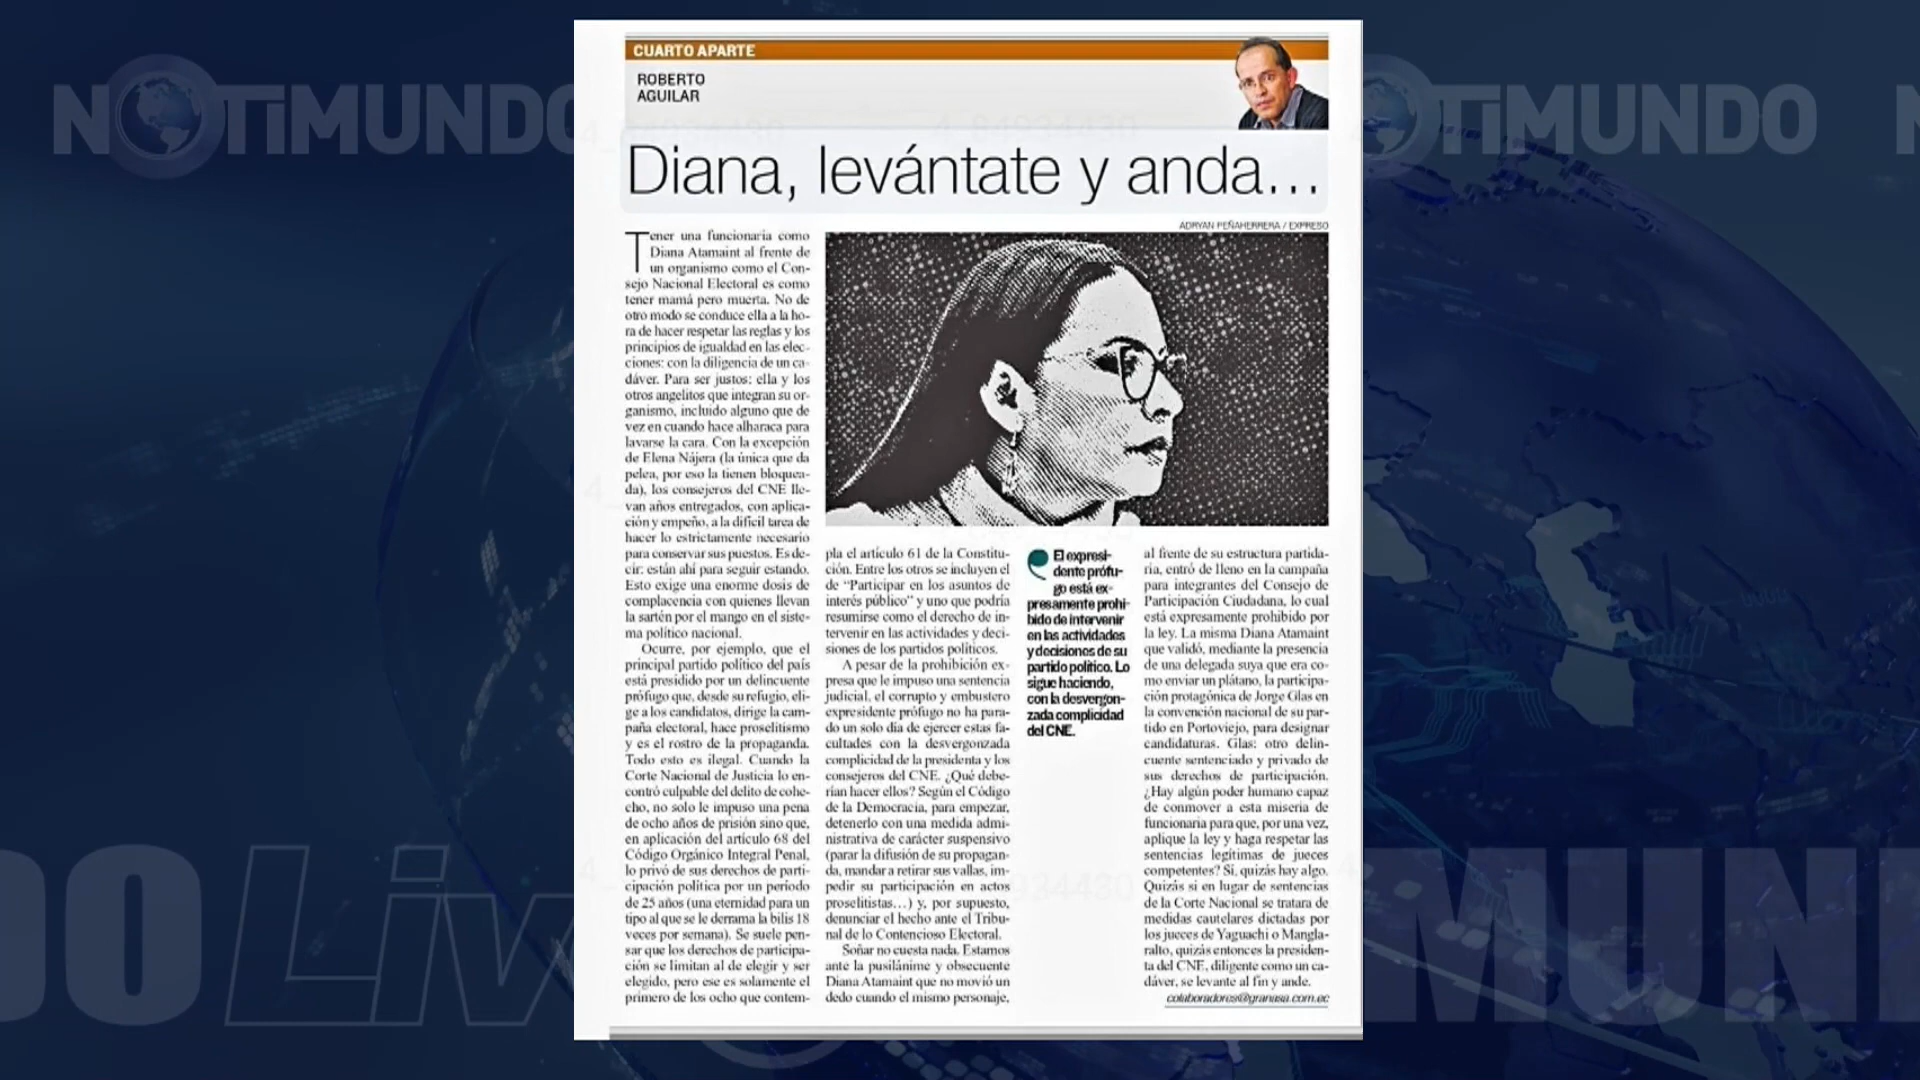 NOTIMUNDO
TIMUNDO
N
CUARTO APARTE
ROBERTO
AGUILAR
Diana, levántate y anda...
ADRYAN PEÑAHERRERA / EXPRESO
Tener una funcionaria como
Diana Atamaint al frente de
un organismo como el Con-
sejo Nacional Electoral es como
tener mamá pero muerta. No de
otro modo se conduce ella a la ho-
ra de hacer respetar las reglas y los
principios de igualdad en las elec-
ciones: con la diligencia de un ca-
dáver. Para ser justos: ella y los
otros angelitos que integran su or-
ganismo, incluido alguno que de
vez en cuando hace alharaca para
lavarse la cara. Con la excepción
de Elena Nájera (la única que da
pelea, por eso la tienen bloquea-
da), los consejeros del CNE lle-
van años entregados, con aplica-
ción y empeño, a la difícil tarea de
hacer lo estrictamente necesario
para conservar sus puestos. Es de-
cir: están ahí para seguir estando.
Esto exige una enorme dosis de
complacencia con quienes llevan
la sartén por el mango en el siste-
ma político nacional.
Ocurre, por ejemplo, que el
principal partido político del país
está presidido por un delincuente
prófugo que, desde su refugio, eli-
ge a los candidatos, dirige la cam-
paña electoral, hace proselitismo
y es el rostro de la propaganda.
Todo esto es ilegal. Cuando la
Corte Nacional de Justicia lo en-
contró culpable del delito de cohe-
cho, no solo le impuso una pena
de ocho años de prisión sino que,
en aplicación del artículo 68 del
Código Orgánico Integral Penal,
lo privó de sus derechos de parti-
cipación política por un período
de 25 años (una eternidad para un
tipo al que se le derrama la bilis 18
veces por semana). Se suele pen-
sar que los derechos de participa-
ción se limitan al de elegir y ser
elegido, pero ese es solamente el
primero de los ocho que contem-
pla el artículo 61 de la Constitu-
ción. Entre los otros se incluyen el
de “Participar en los asuntos de
interés público” y uno que podría
resumirse como el derecho de in-
tervenir en las actividades y deci-
siones de los partidos políticos.
A pesar de la prohibición ex-
presa que le impuso una sentencia
judicial, el corrupto y embustero
expresidente prófugo no ha para-
do un solo día de ejercer estas fa-
cultades con la desvergonzada
complicidad de la presidenta y los
consejeros del CNE. ¿Qué debe-
rían hacer ellos? Según el Código
de la Democracia, para empezar,
detenerlo con una medida admi-
nistrativa de carácter suspensivo
(parar la difusión de su propagan-
da, mandar a retirar sus vallas, im-
pedir su participación en actos
proselitistas...) y, por supuesto,
denunciar el hecho ante el Tribu-
nal de lo Contencioso Electoral.
Soñar no cuesta nada. Estamos
ante la pusilánime y obsecuente
Diana Atamaint que no movió un
dedo cuando el mismo personaje,
El expresi-
dente prófu-
go está ex-
presamente prohi-
bido de intervenir
en las actividades
y decisiones de su
partido político. Lo
sigue haciendo,
con la desvergon-
zada complicidad
del CNE.
al frente de su estructura partida-
ria, entró de lleno en la campaña
para integrantes del Consejo de
Participación Ciudadana, lo cual
está expresamente prohibido por
la ley. La misma Diana Atamaint
que validó, mediante la presencia
de una delegada suya que era co-
mo enviar un plátano, la participa-
ción protagónica de Jorge Glas en
la convención nacional de su par-
tido en Portoviejo, para designar
candidaturas. Glas: otro delin-
cuente sentenciado y privado de
sus derechos de participación.
¿Hay algún poder humano capaz
de conmover a esta miseria de
funcionaria para que, por una vez,
aplique la ley y haga respetar las
sentencias legítimas de jueces
competentes? Sí, quizás hay algo.
Quizás si en lugar de sentencias
de la Corte Nacional se tratara de
medidas cautelares dictadas por
los jueces de Yaguachi o Mangla-
ralto, quizás entonces la presiden-
ta del CNE, diligente como un ca-
dáver, se levante al fin y ande.
colaboradores@granasa.com.ec
DO Liv
MUN